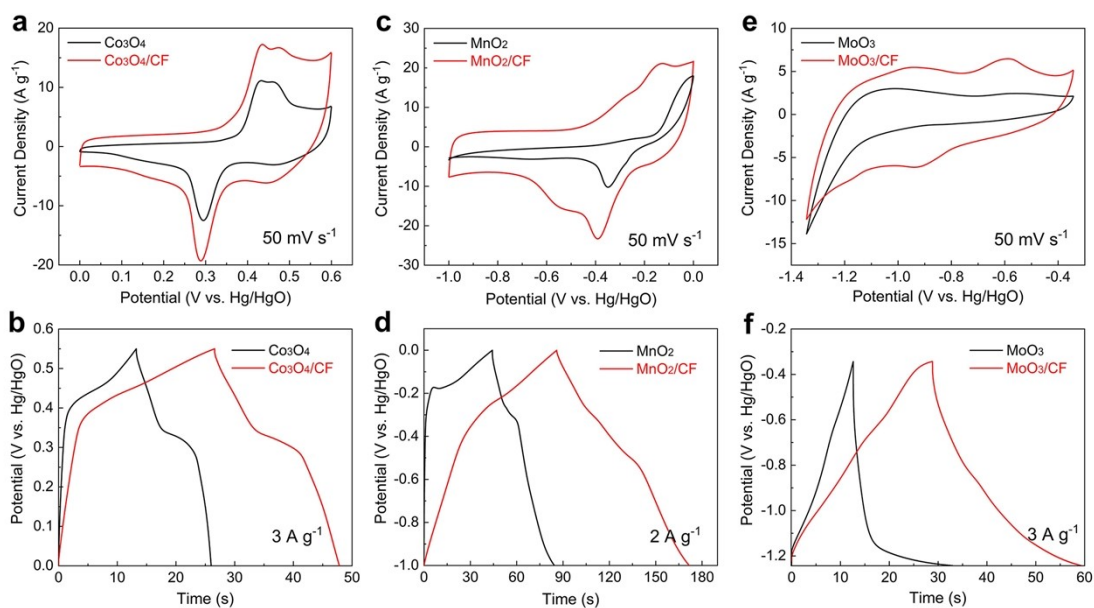 a
20
10
0
-10
20
Current Density (A g-1)
Co3O4
Co3O4/CF
50 mV s-1
0.0 0.1 0.2 0.3 0.4 0.5 0.6
Potential (V vs. Hg/HgO)
c
30
20
10
0
-10
-20
-30
Current Density (A g-1)
MnO2
MnO2/CF
50 mV s-1
-1.0 -0.8 -0.6 -0.4 -0.2 0.0
Potential (V vs. Hg/HgO)
e
10
5
0
-5
-10
-15
Current Density (A g-1)
MoO3
MoO3/CF
50 mV s-1
-1.4 -1.2 -1.0 -0.8 -0.6 -0.4
Potential (V vs. Hg/HgO)
b
0.6
0.5
0.4
0.3
0.2
0.1
0.0
Potential (V vs. Hg/HgO)
Co3O4
Co3O4/CF
3 A g-1
0 10 20 30 40 50
Time (s)
d
0.0
-0.2
-0.4
-0.6
-0.8
-1.0
Potential (V vs. Hg/HgO)
MnO2
MnO2/CF
2 A g-1
0 30 60 90 120 150 180
Time (s)
f
-0.2
-0.4
-0.6
-0.8
-1.0
-1.2
Potential (V vs. Hg/HgO)
MoO3
MoO3/CF
3 A g-1
0 10 20 30 40 50 60
Time (s)